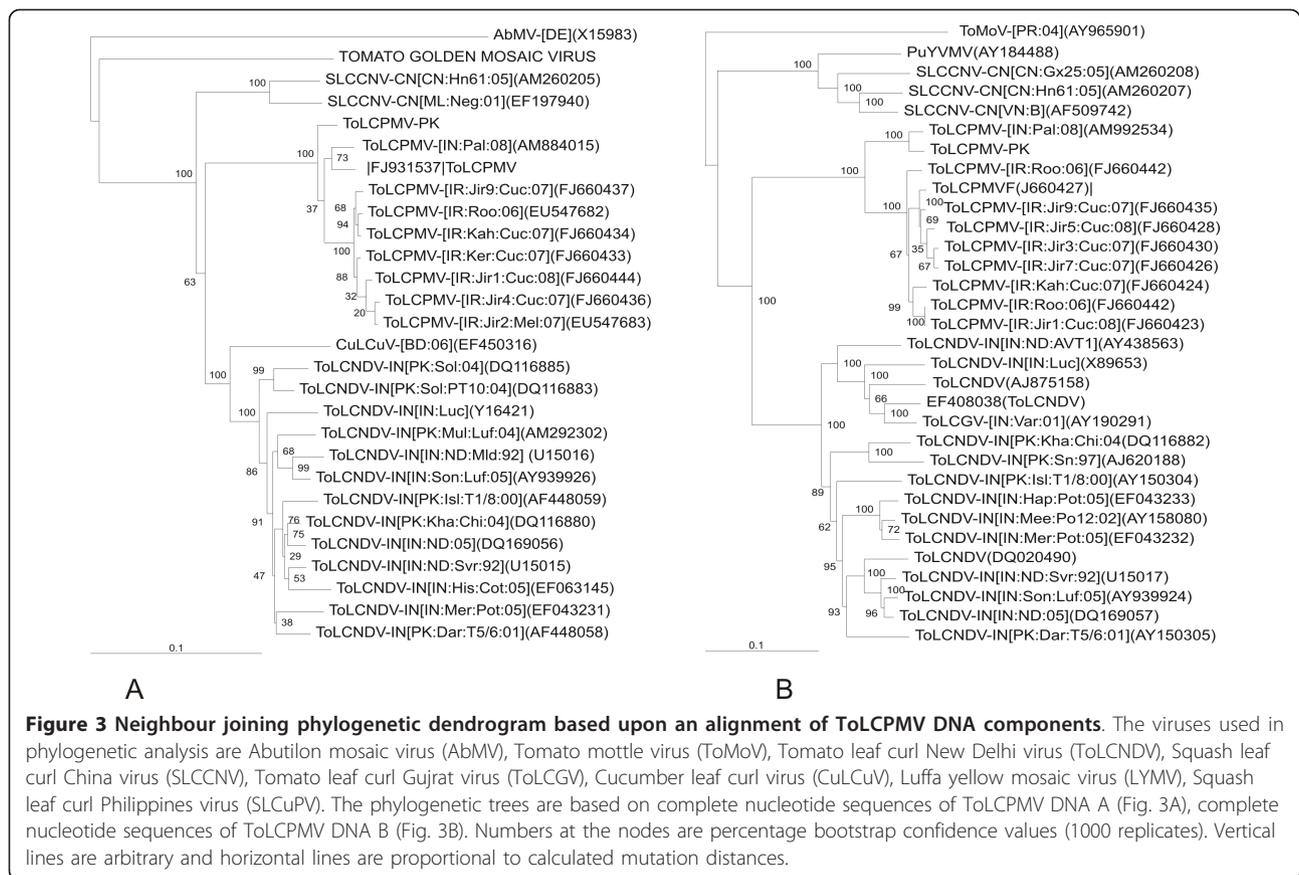 AbMV-[DE](X15983)
TOMATO GOLDEN MOSAIC VIRUS
100
SLCCNV-CN[CN:Hn61:05](AM260205)
SLCCNV-CN[ML:Neg:01](EF197940)
ToLCPMV-PK
100
ToLCPMV-[IN:Pal:08](AM884015)
73
|FJ931537|ToLCPMV
100
ToLCPMV-[IR:Jir9:Cuc:07](FJ660437)
37
68
ToLCPMV-[IR:Roo:06](EU547682)
94
ToLCPMV-[IR:Kah:Cuc:07](FJ660434)
100
ToLCPMV-[IR:Ker:Cuc:07](FJ660433)
88
ToLCPMV-[IR:Jir1:Cuc:08](FJ660444)
63
32
ToLCPMV-[IR:Jir4:Cuc:07](FJ660436)
20
ToLCPMV-[IR:Jir2:Mel:07](EU547683)
CuLCuV-[BD:06](EF450316)
100
99
ToLCNDV-IN[PK:Sol:04](DQ116885)
ToLCNDV-IN[PK:Sol:PT10:04](DQ116883)
100
ToLCNDV-IN[IN:Luc](Y16421)
ToLCNDV-IN[PK:Mul:Luf:04](AM292302)
68
ToLCNDV-IN[IN:ND:Mld:92] (U15016)
86
99
ToLCNDV-IN[IN:Son:Luf:05](AY939926)
ToLCNDV-IN[PK:Isl:T1/8:00](AF448059)
91
76
ToLCNDV-IN[PK:Kha:Chi:04](DQ116880)
75
ToLCNDV-IN[IN:ND:05](DQ169056)
29
ToLCNDV-IN[IN:ND:Svr:92](U15015)
47
53
ToLCNDV-IN[IN:His:Cot:05](EF063145)
ToLCNDV-IN[IN:Mer:Pot:05](EF043231)
38
ToLCNDV-IN[PK:Dar:T5/6:01](AF448058)
0.1
A
ToMoV-[PR:04](AY965901)
PuYVMV(AY184488)
100
SLCCNV-CN[CN:Gx25:05](AM260208)
100
SLCCNV-CN[CN:Hn61:05](AM260207)
100
SLCCNV-CN[VN:B](AF509742)
ToLCPMV-[IN:Pal:08](AM992534)
100
ToLCPMV-PK
100
ToLCPMV-[IR:Roo:06](FJ660442)
ToLCPMVF(J660427)|
100
100
ToLCPMV-[IR:Jir9:Cuc:07](FJ660435)
69
ToLCPMV-[IR:Jir5:Cuc:08](FJ660428)
35
ToLCPMV-[IR:Jir3:Cuc:07](FJ660430)
67
67
ToLCPMV-[IR:Jir7:Cuc:07](FJ660426)
ToLCPMV-[IR:Kah:Cuc:07](FJ660424)
100
99
ToLCPMV-[IR:Roo:06](FJ660442)
100
ToLCPMV-[IR:Jir1:Cuc:08](FJ660423)
ToLCNDV-IN[IN:ND:AVT1](AY438563)
100
ToLCNDV-IN[IN:Luc](X89653)
100
ToLCNDV(AJ875158)
66
EF408038(ToLCNDV)
100
ToLCGV-[IN:Var:01](AY190291)
100
ToLCNDV-IN[PK:Kha:Chi:04(DQ116882)
100
ToLCNDV-IN[PK:Sn:97](AJ620188)
89
ToLCNDV-IN[PK:Isl:T1/8:00](AY150304)
ToLCNDV-IN[IN:Hap:Pot:05](EF043233)
100
62
ToLCNDV-IN[IN:Mee:Po12:02](AY158080)
72
ToLCNDV-IN[IN:Mer:Pot:05](EF043232)
ToLCNDV(DQ020490)
95
100
ToLCNDV-IN[IN:ND:Svr:92](U15017)
100
ToLCNDV-IN[IN:Son:Luf:05](AY939924)
93
96
ToLCNDV-IN[IN:ND:05](DQ169057)
ToLCNDV-IN[PK:Dar:T5/6:01](AY150305)
0.1
B
Figure 3 Neighbour joining phylogenetic dendrogram based upon an alignment of ToLCPMV DNA components. The viruses used in
phylogenetic analysis are Abutilon mosaic virus (AbMV), Tomato mottle virus (ToMoV), Tomato leaf curl New Delhi virus (ToLCNDV), Squash leaf
curl China virus (SLCCNV), Tomato leaf curl Gujrat virus (ToLCGV), Cucumber leaf curl virus (CuLCuV), Luffa yellow mosaic virus (LYMV), Squash
leaf curl Philippines virus (SLCuPV). The phylogenetic trees are based on complete nucleotide sequences of ToLCPMV DNA A (Fig. 3A), complete
nucleotide sequences of ToLCPMV DNA B (Fig. 3B). Numbers at the nodes are percentage bootstrap confidence values (1000 replicates). Vertical
lines are arbitrary and horizontal lines are proportional to calculated mutation distances.